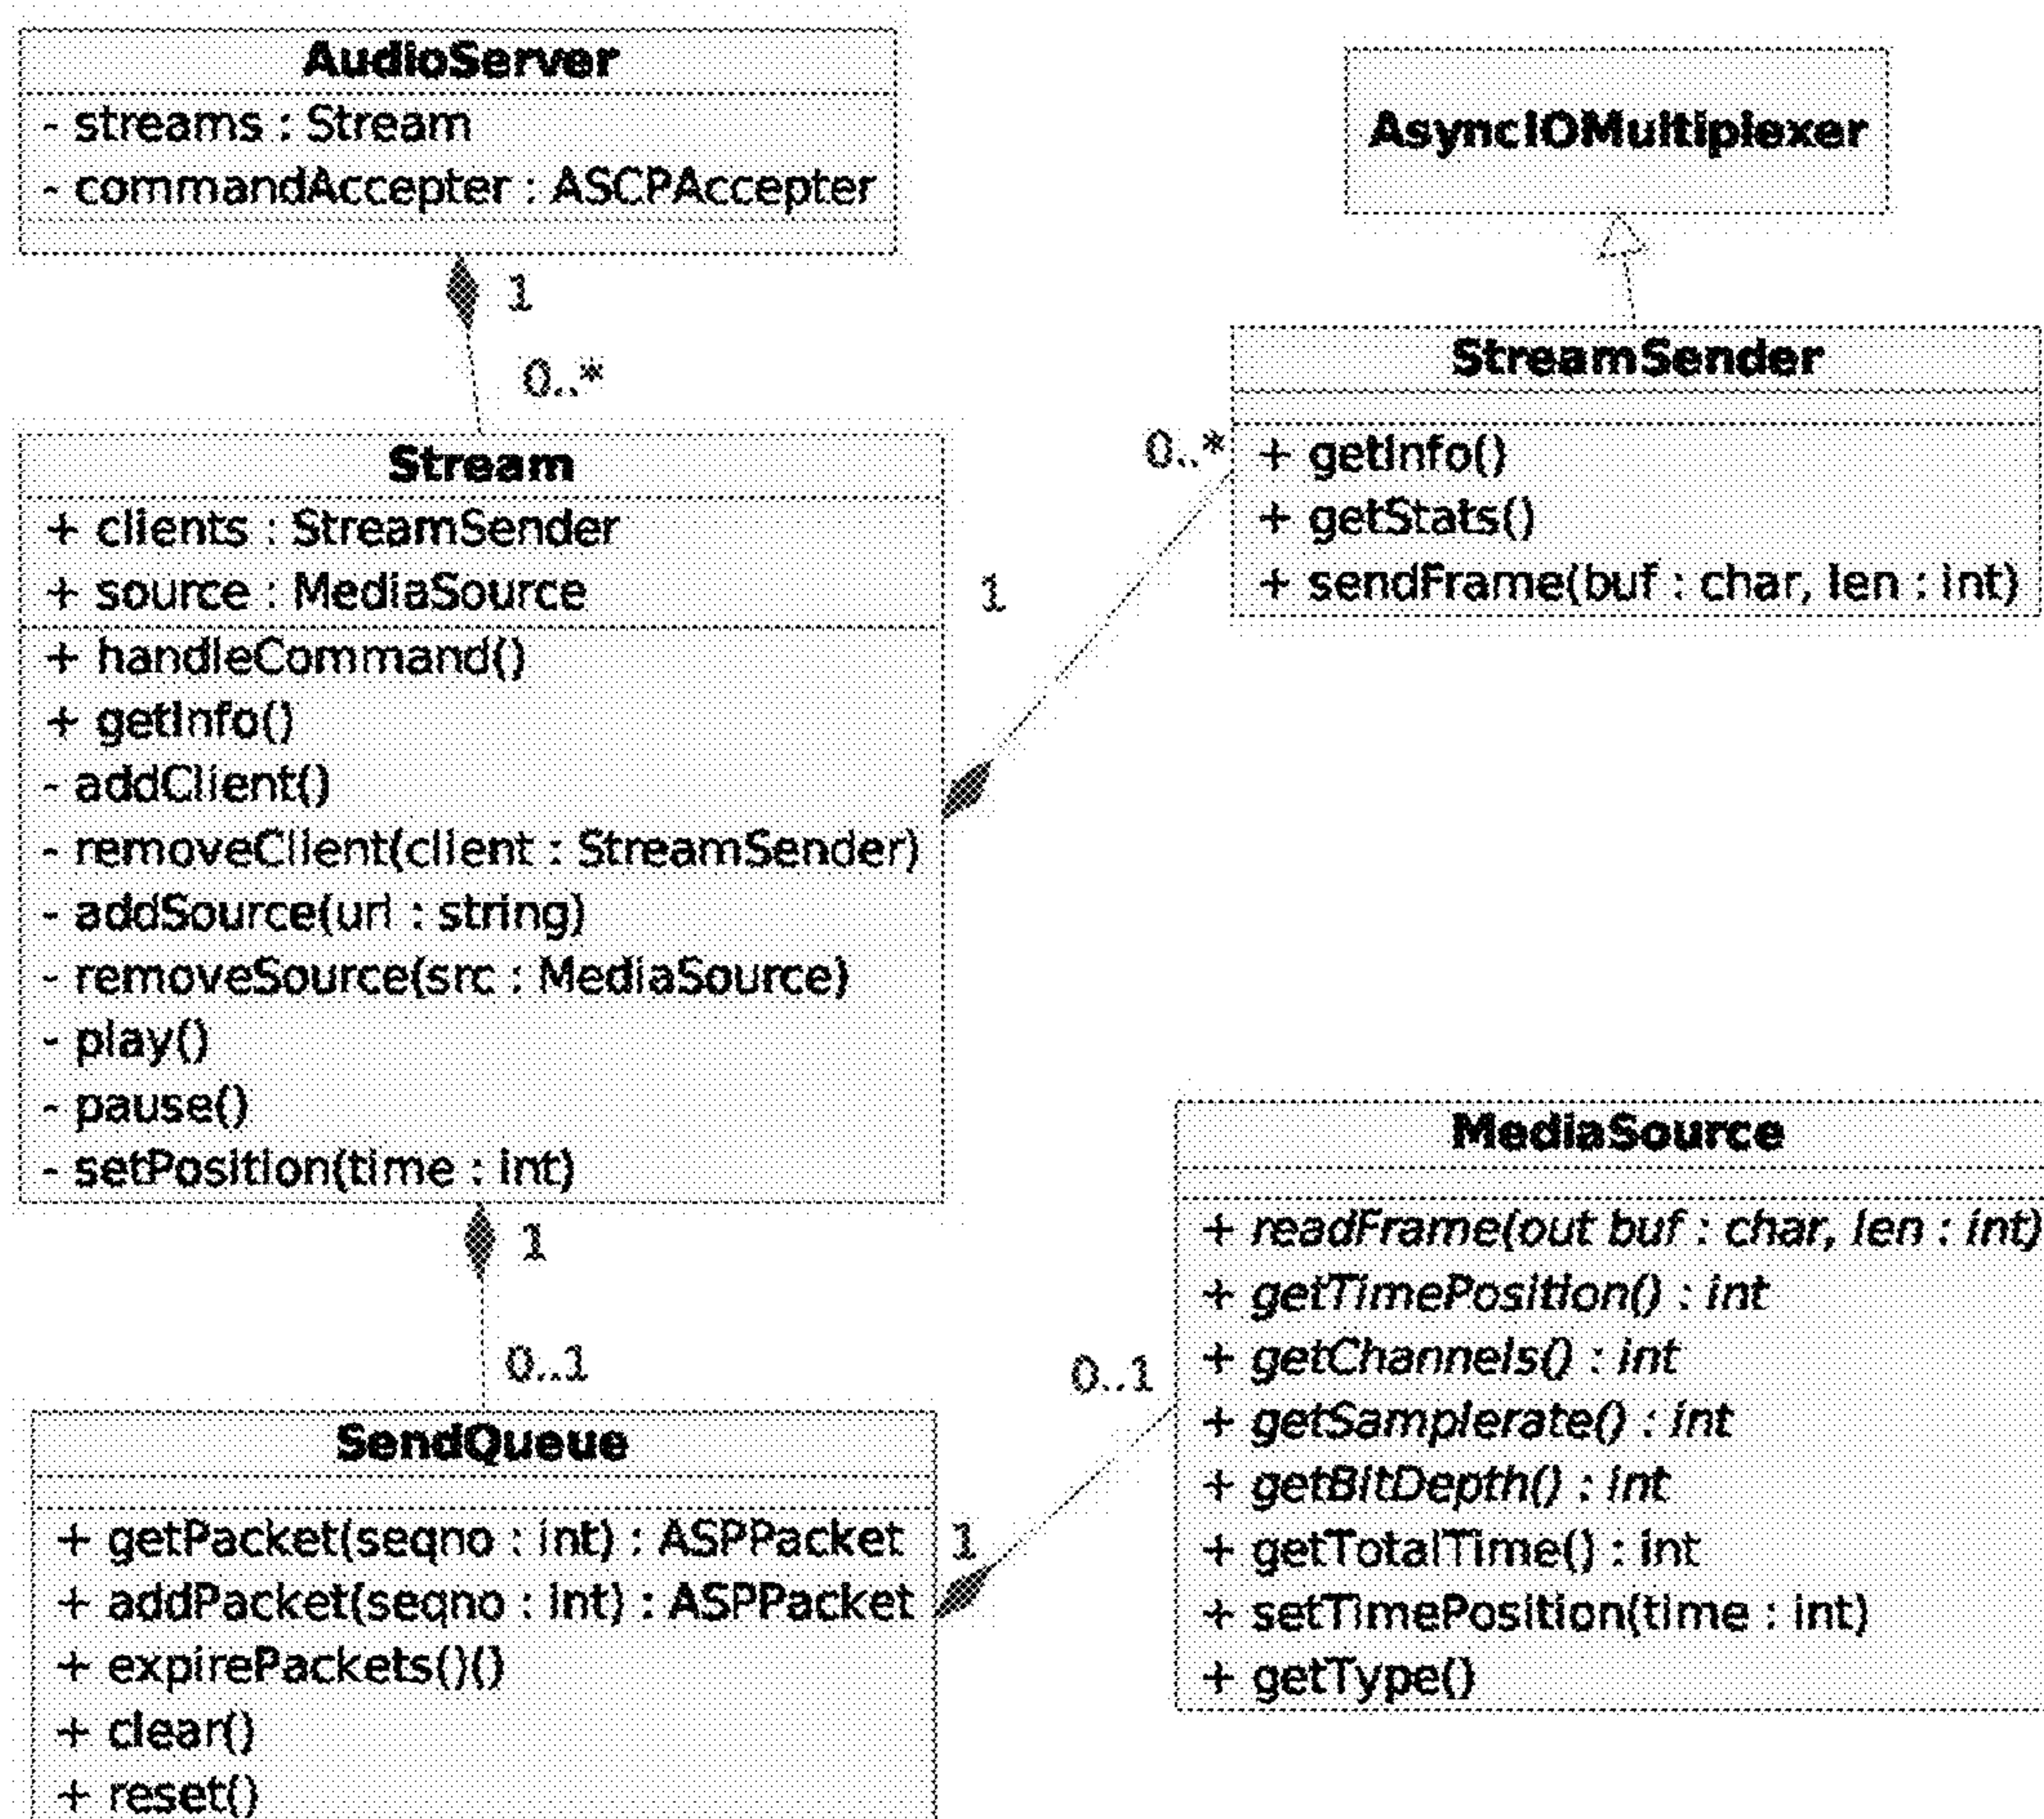 AudioServer
- streams : Stream
- commandAccepter : ASCPAccepter
1
0..*
AsyncIOMultiplexer
StreamSender
+ getInfo()
+ getStats()
+ sendFrame(buf : char, len : int)
0..*
1
Stream
+ clients : StreamSender
+ source : MediaSource
+ handleCommand()
+ getInfo()
- addClient()
- removeClient(client : StreamSender)
- addSource(url : string)
- removeSource(src : MediaSource)
- play()
- pause()
- setPosition(time : int)
1
0..1
MediaSource
+ readFrame(out buf : char, len : int)
+ getTimePosition() : int
+ getChannels() : int
+ getSamplerate() : int
+ getBitDepth() : int
+ getTotalTime() : int
+ setTimePosition(time : int)
+ getType()
0..1
1
SendQueue
+ getPacket(seqno : int) : ASPPacket
+ addPacket(seqno : int) : ASPPacket
+ expirePackets()()
+ clear()
+ reset()